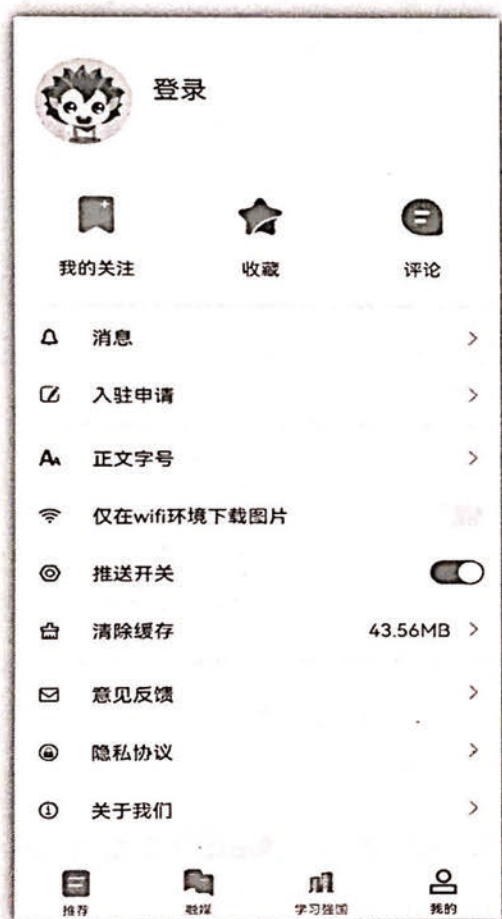 登录
我的关注 收藏 评论
消息
入驻申请
正文字号
仅在wifi环境下载图片
推送开关
清除缓存 43.56MB
意见反馈
隐私协议
关于我们
推荐 融媒 学习强国 我的